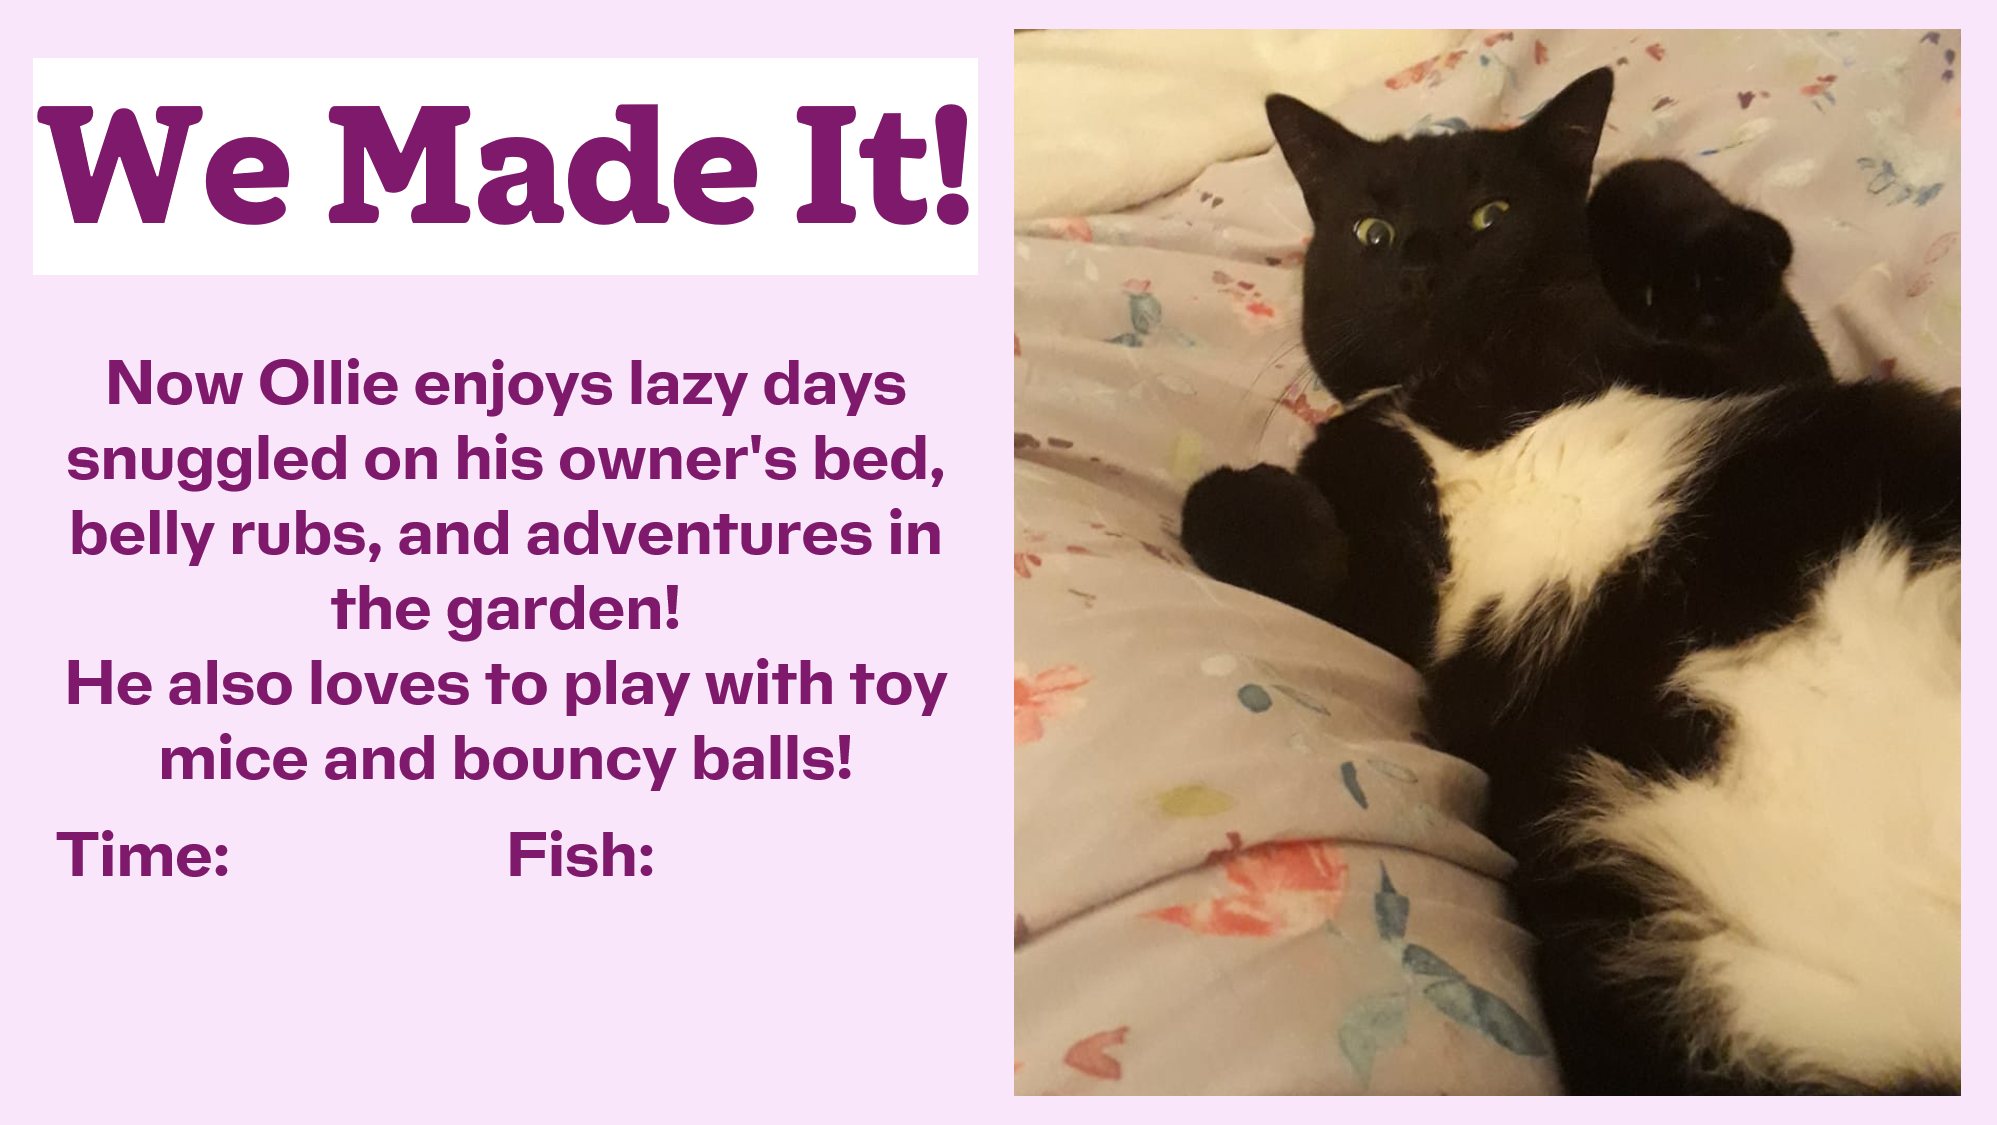 We Made It!
Now Ollie enjoys lazy days
snuggled on his owner's bed,
belly rubs, and adventures in
the garden!
He also loves to play with toy
mice and bouncy balls!
Time: Fish: